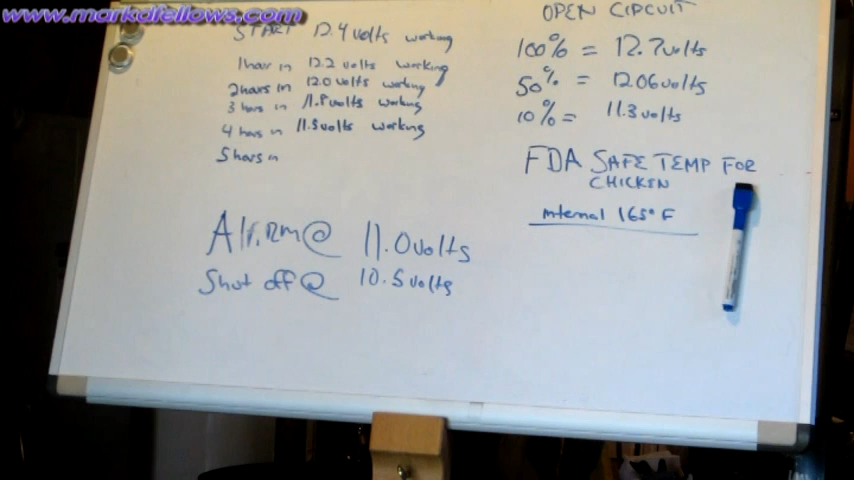 www.markdfellows.com
START 12.4 volts working
1 hour in 12.2 volts working
2 hours in 12.0 volts working
3 hours in 11.8 volts working
4 hours in 11.5 volts working
5 hours in
Alarm @ 11.0 volts
Shut off @ 10.5 volts
OPEN CIRCUIT
100% = 12.7 volts
50% = 12.06 volts
10% = 11.3 volts
FDA SAFE TEMP FOR
CHICKEN
internal 165° F